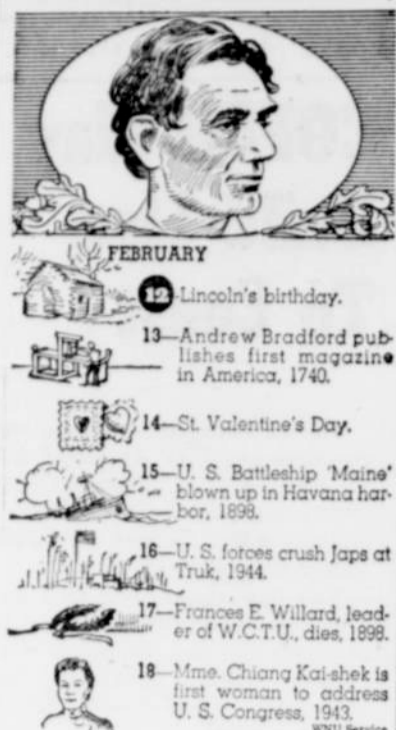 FEBRUARY
12—Lincoln's birthday.
13—Andrew Bradford pub-
lishes first magazine
in America, 1740.
14—St. Valentine's Day.
15—U. S. Battleship 'Maine'
blown up in Havana har-
bor, 1898.
16—U. S. forces crush Japs at
Truk, 1944.
17—Frances E. Willard, lead-
er of W.C.T.U., dies, 1898.
18—Mme. Chiang Kai-shek is
first woman to address
U. S. Congress, 1943.
WNU Service